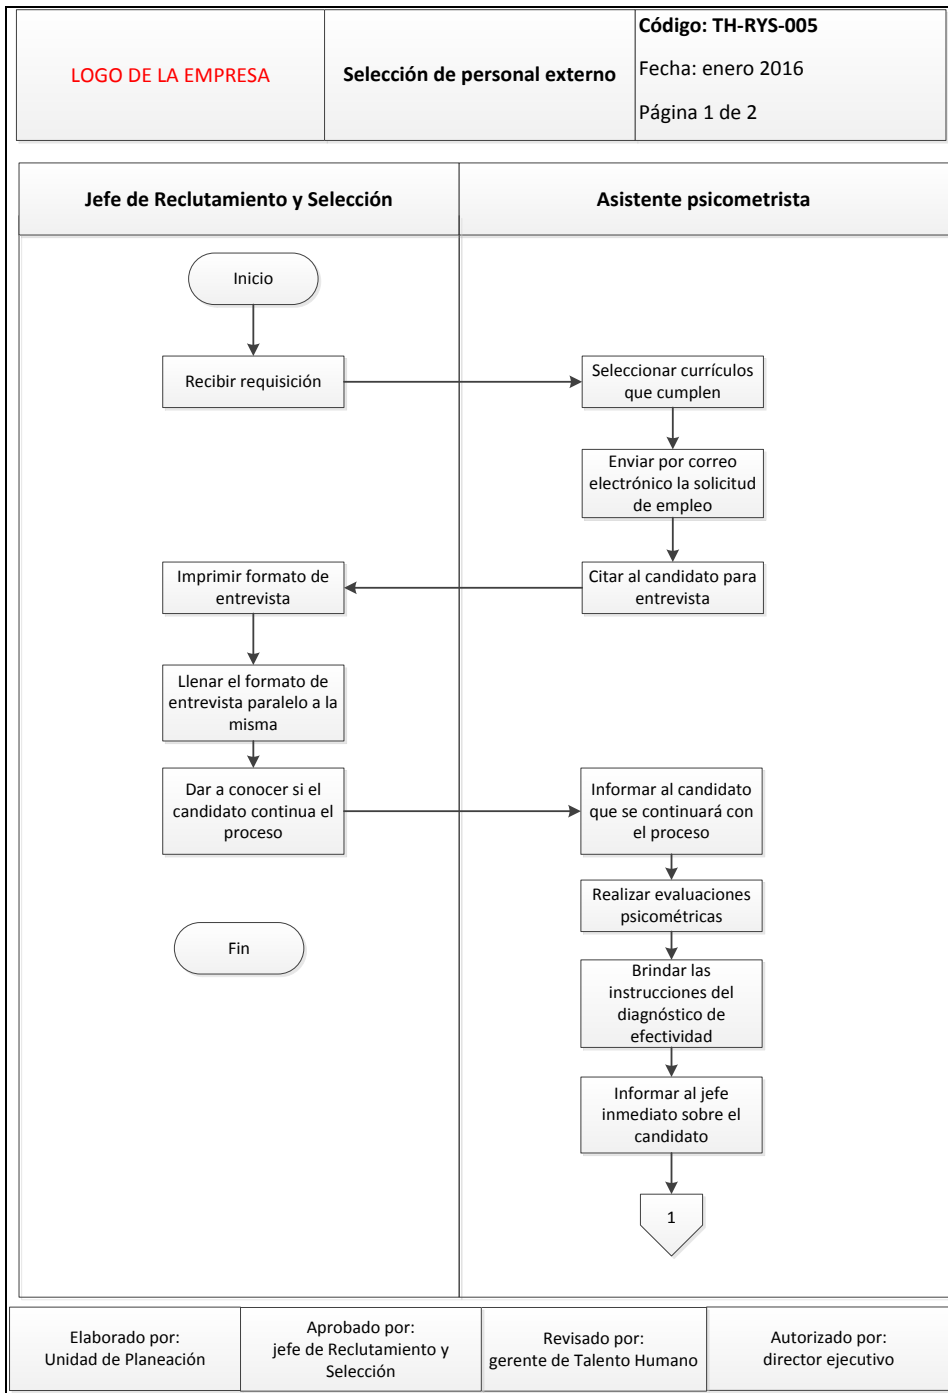 LOGO DE LA EMPRESA
Selección de personal externo
Código: TH-RYS-005
Fecha: enero 2016
Página 1 de 2
Jefe de Reclutamiento y Selección
Asistente psicometrista
Inicio
Recibir requisición
Seleccionar currículos
que cumplen
Enviar por correo
electrónico la solicitud
de empleo
Citar al candidato para
entrevista
Imprimir formato de
entrevista
Llenar el formato de
entrevista paralelo a la
misma
Dar a conocer si el
candidato continua el
proceso
Informar al candidato
que se continuará con
el proceso
Realizar evaluaciones
psicométricas
Fin
Brindar las
instrucciones del
diagnóstico de
efectividad
Informar al jefe
inmediato sobre el
candidato
1
Elaborado por:
Unidad de Planeación
Aprobado por:
jefe de Reclutamiento y
Selección
Revisado por:
gerente de Talento Humano
Autorizado por:
director ejecutivo